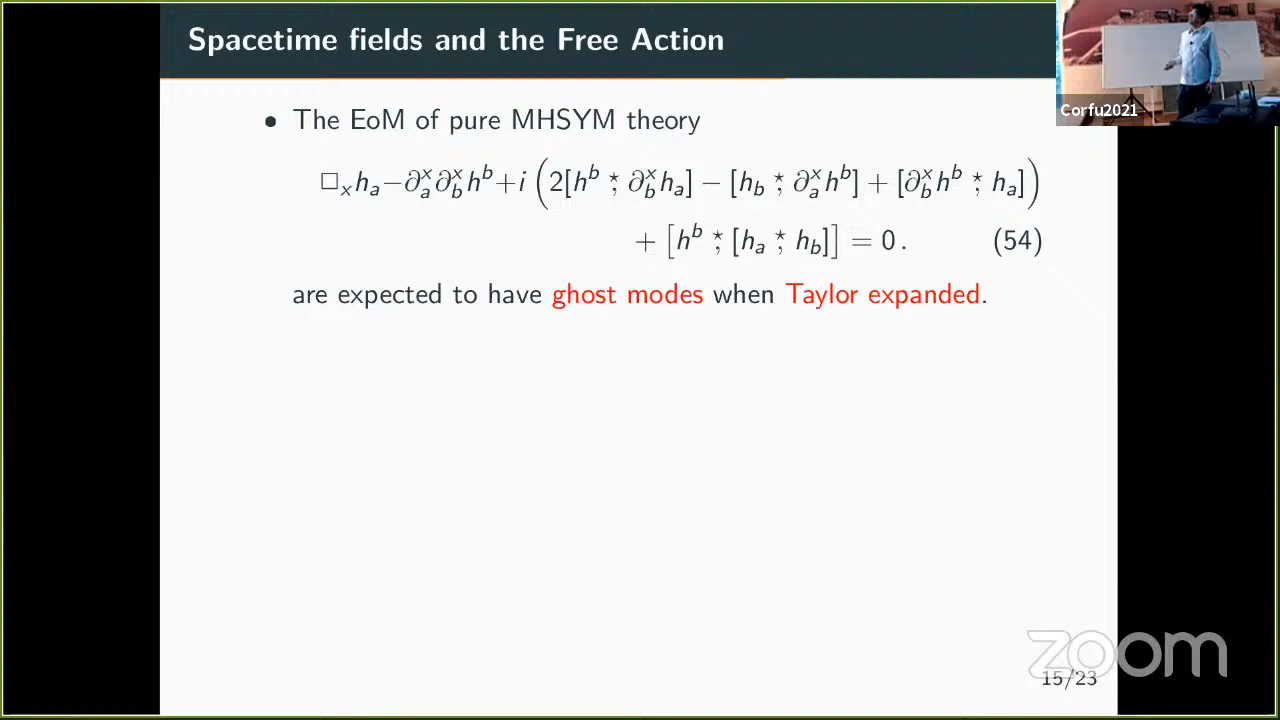 Spacetime fields and the Free Action
Corfu2021
• The EoM of pure MHSYM theory
□ₓhₐ−∂ₐˣ∂_bˣh^b+i(2[h^b ⋆, ∂_bˣhₐ] − [h_b ⋆, ∂ₐˣh^b] + [∂_bˣh^b ⋆, hₐ])
+ [h^b ⋆, [hₐ ⋆, h_b]] = 0 . (54)
are expected to have ghost modes when Taylor expanded.
zoom
15/23